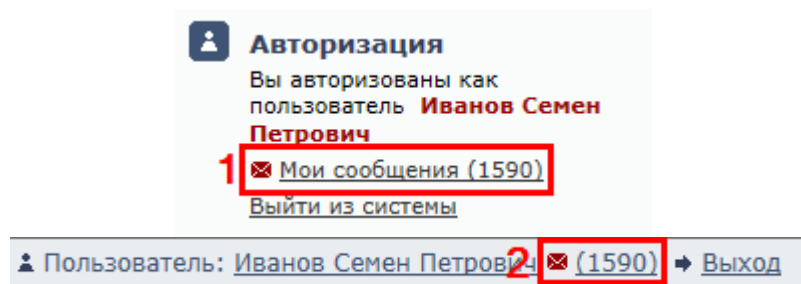 Авторизация
Вы авторизованы как
пользователь Иванов Семен
Петрович
1 Мои сообщения (1590)
Выйти из системы
Пользователь: Иванов Семен Петрович 2 (1590) Выход